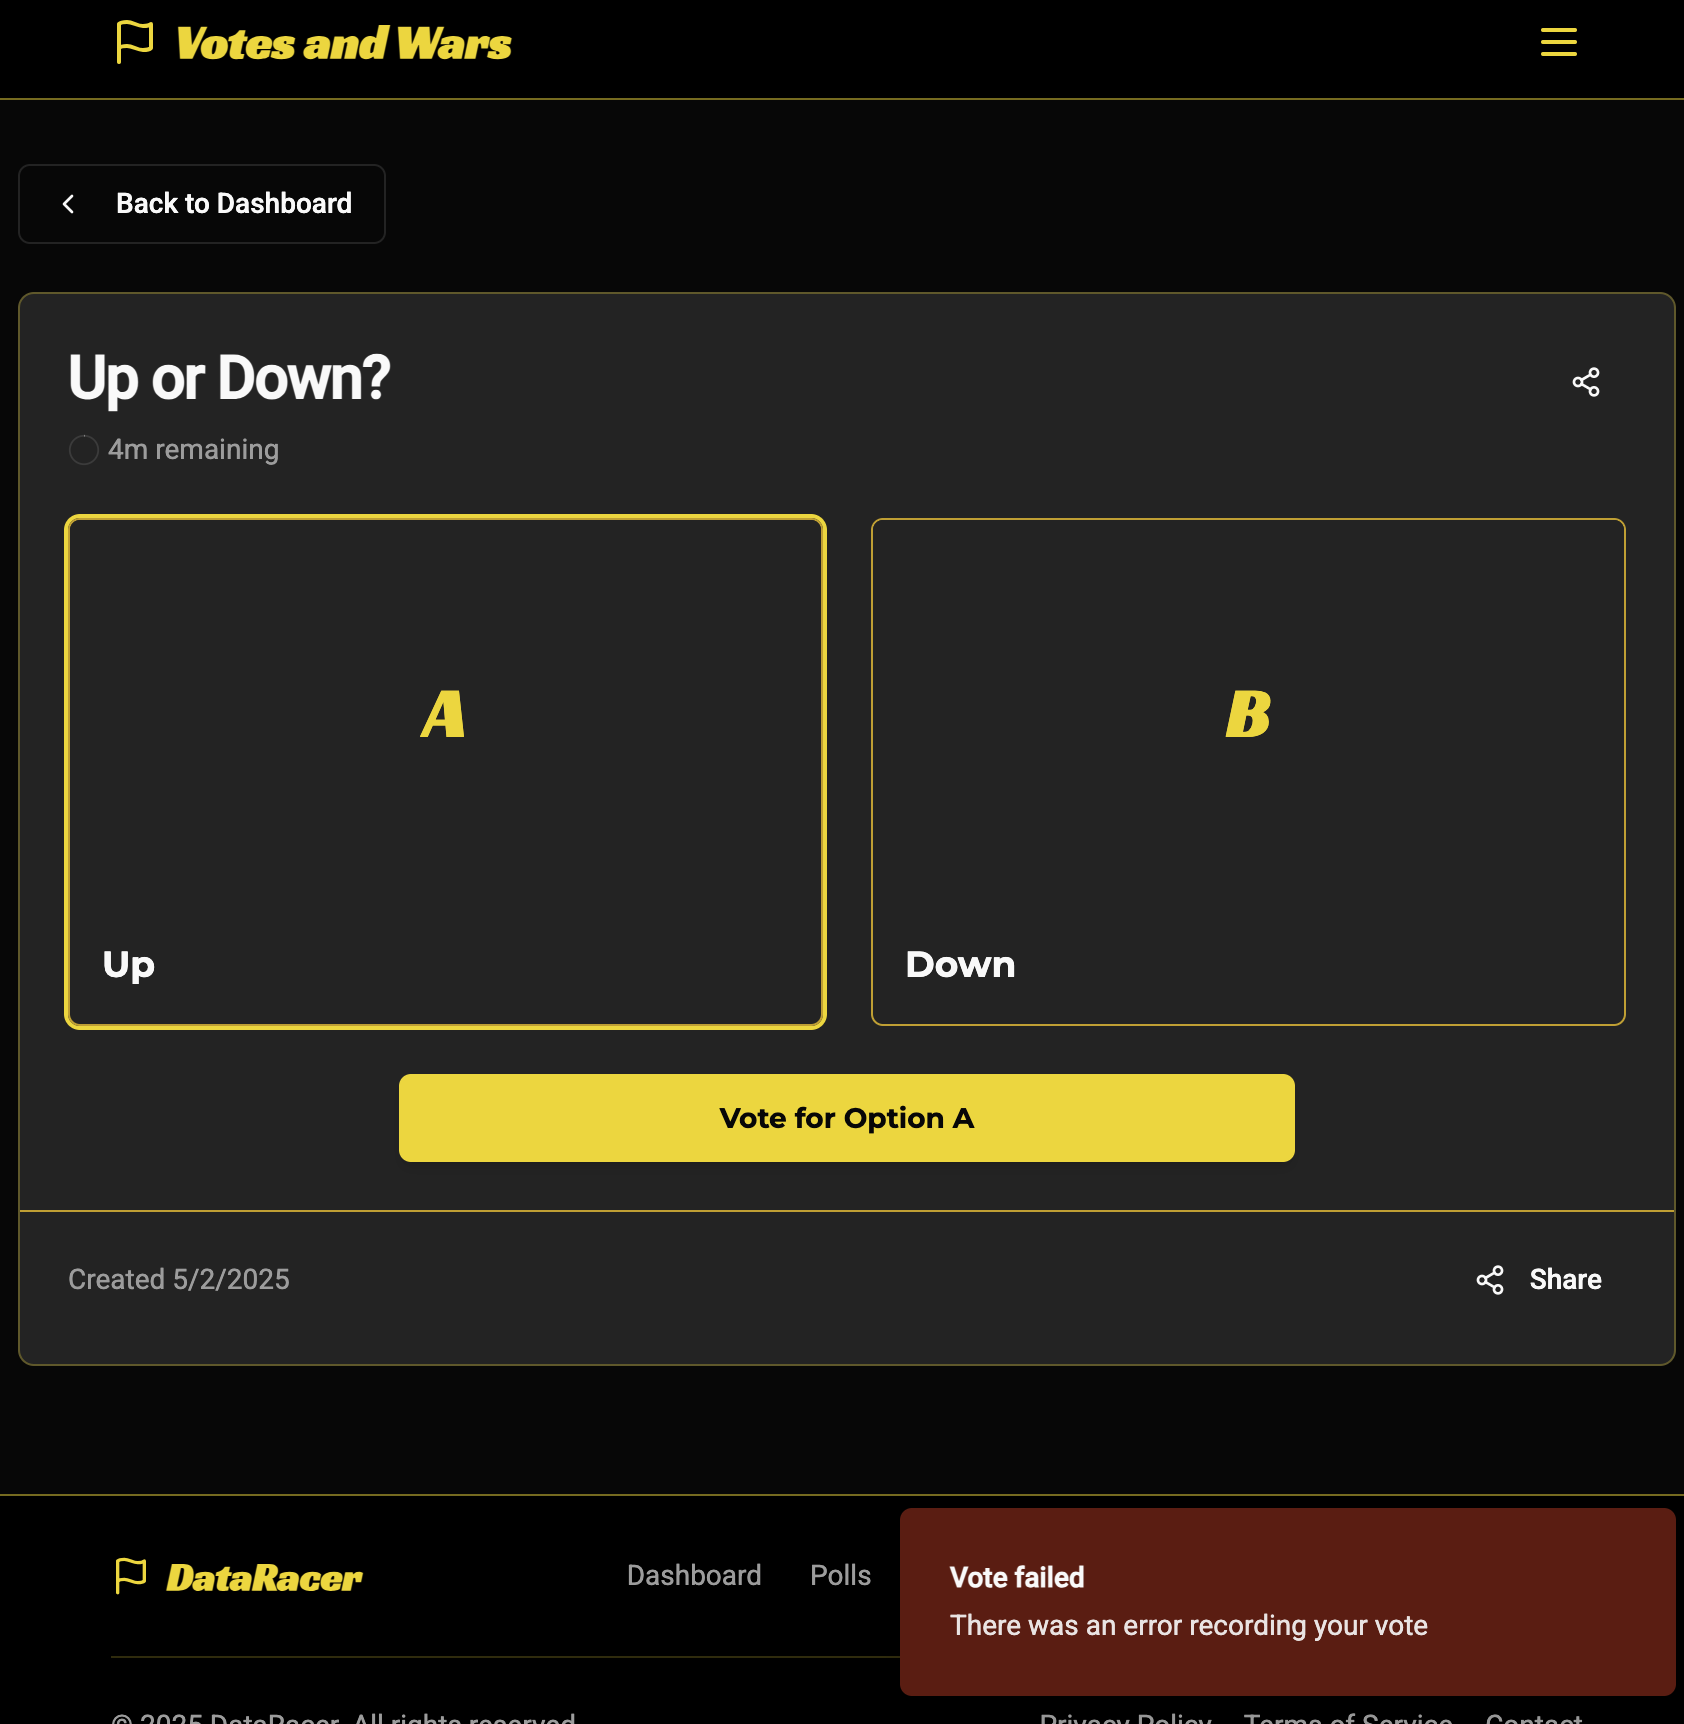 Votes and Wars
Back to Dashboard
Up or Down?
4m remaining
A
B
Up
Down
Vote for Option A
Created 5/2/2025
Share
DataRacer
Dashboard
Polls
Vote failed
There was an error recording your vote
© 2025 DataRacer. All rights reserved
Privacy Policy
Terms of Service
Contact